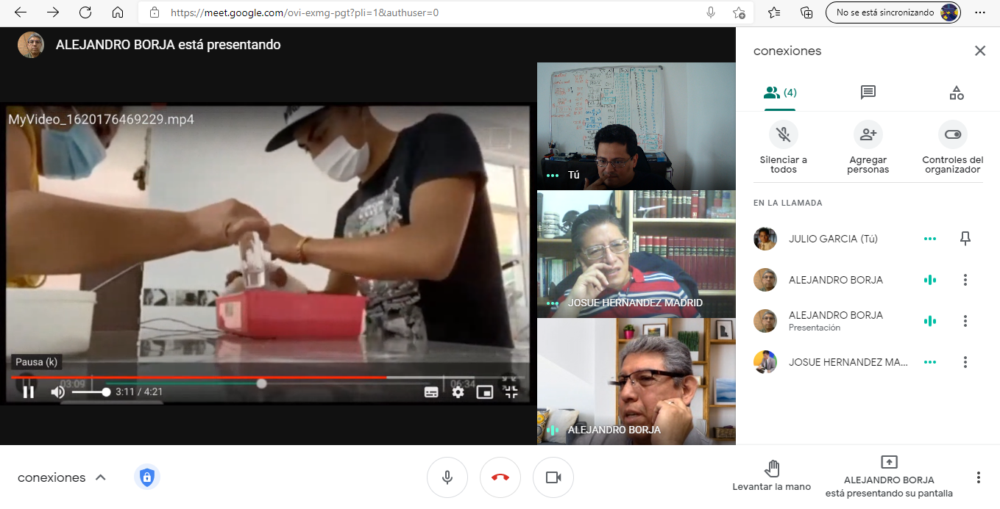 https://meet.google.com/ovi-exmg-pgt?pli=1&authuser=0
No se está sincronizando
ALEJANDRO BORJA está presentando
MyVideo_1620176469229.mp4
Pausa (k)
03:09
06:34
3:11 / 4:21
Tú
JOSUE HERNANDEZ MADRID
ALEJANDRO BORJA
conexiones
(4)
Silenciar a
todos
Agregar
personas
Controles del
organizador
EN LA LLAMADA
JULIO GARCIA (Tú)
ALEJANDRO BORJA
ALEJANDRO BORJA
Presentación
JOSUE HERNANDEZ MA...
conexiones
Levantar la mano
ALEJANDRO BORJA
está presentando su pantalla